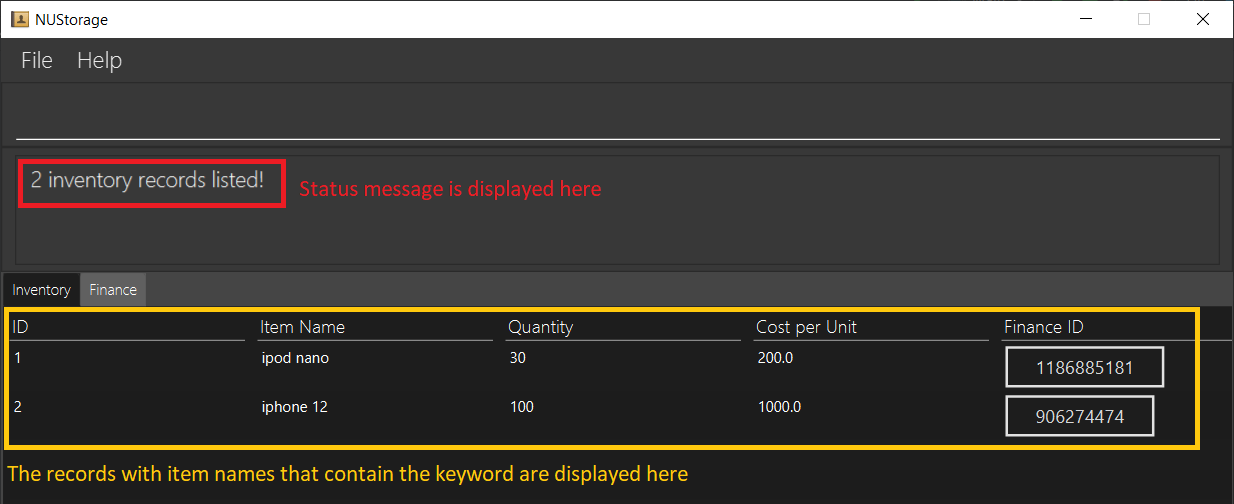 NUStorage
File Help
2 inventory records listed!
Status message is displayed here
Inventory Finance
ID Item Name Quantity Cost per Unit Finance ID
1 ipod nano 30 200.0 1186885181
2 iphone 12 100 1000.0 906274474
The records with item names that contain the keyword are displayed here